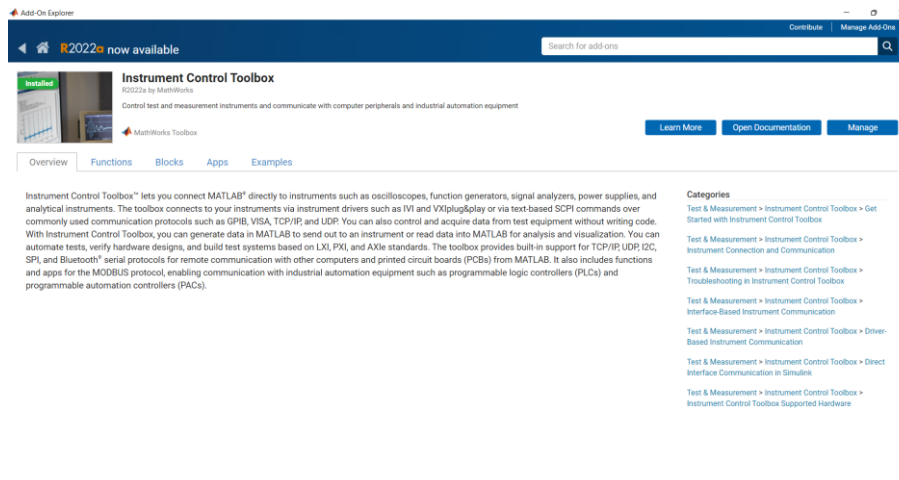 Add-On Explorer
Contribute Manage Add-Ons
R2022a now available
Search for add-ons
Installed
Instrument Control Toolbox
R2022a by MathWorks
Control test and measurement instruments and communicate with computer peripherals and industrial automation equipment
MathWorks Toolbox
Learn More Open Documentation Manage
Overview Functions Blocks Apps Examples
Instrument Control Toolbox™ lets you connect MATLAB® directly to instruments such as oscilloscopes, function generators, signal analyzers, power supplies, and
analytical instruments. The toolbox connects to your instruments via instrument drivers such as IVI and VXIplug&play or via text-based SCPI commands over
commonly used communication protocols such as GPIB, VISA, TCP/IP, and UDP. You can also control and acquire data from test equipment without writing code.
With Instrument Control Toolbox, you can generate data in MATLAB to send out to an instrument or read data into MATLAB for analysis and visualization. You can
automate tests, verify hardware designs, and build test systems based on LXI, PXI, and AXIe standards. The toolbox provides built-in support for TCP/IP, UDP, I2C,
SPI, and Bluetooth® serial protocols for remote communication with other computers and printed circuit boards (PCBs) from MATLAB. It also includes functions
and apps for the MODBUS protocol, enabling communication with industrial automation equipment such as programmable logic controllers (PLCs) and
programmable automation controllers (PACs).
Categories
Test & Measurement > Instrument Control Toolbox > Get
Started with Instrument Control Toolbox
Test & Measurement > Instrument Control Toolbox >
Instrument Connection and Communication
Test & Measurement > Instrument Control Toolbox >
Troubleshooting in Instrument Control Toolbox
Test & Measurement > Instrument Control Toolbox >
Interface-Based Instrument Communication
Test & Measurement > Instrument Control Toolbox > Driver-
Based Instrument Communication
Test & Measurement > Instrument Control Toolbox > Direct
Interface Communication in Simulink
Test & Measurement > Instrument Control Toolbox >
Instrument Control Toolbox Supported Hardware